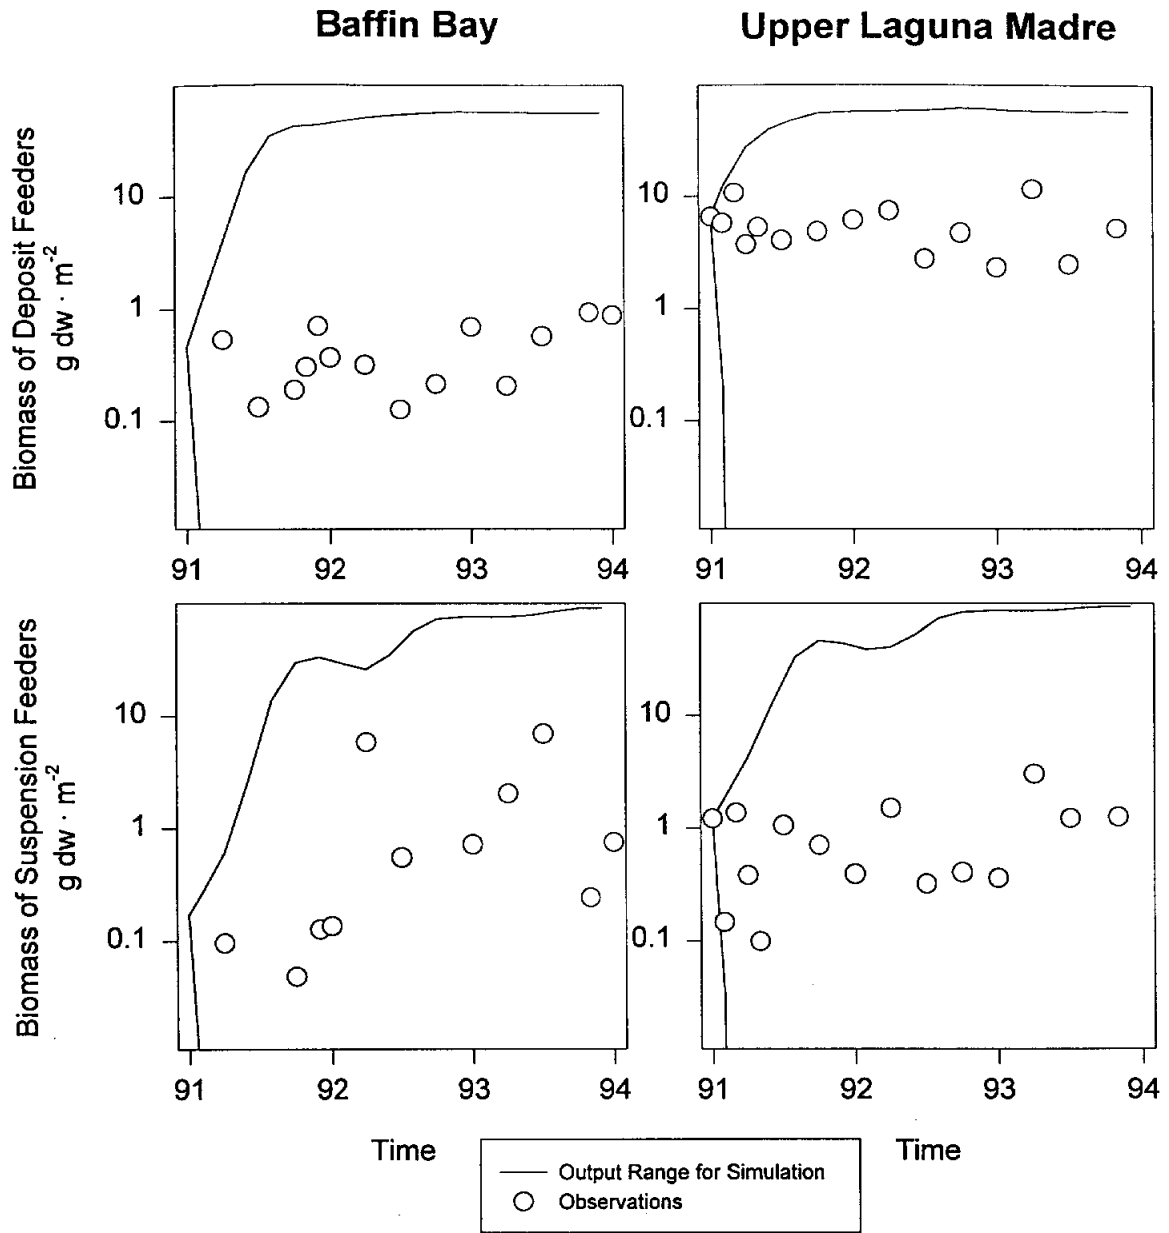 Baffin Bay
Upper Laguna Madre
Biomass of Deposit Feeders
g dw · m⁻²
10
1
0.1
91 92 93 94
10
1
0.1
91 92 93 94
Biomass of Suspension Feeders
g dw · m⁻²
10
1
0.1
91 92 93 94
10
1
0.1
91 92 93 94
Time
Time
Output Range for Simulation
Observations